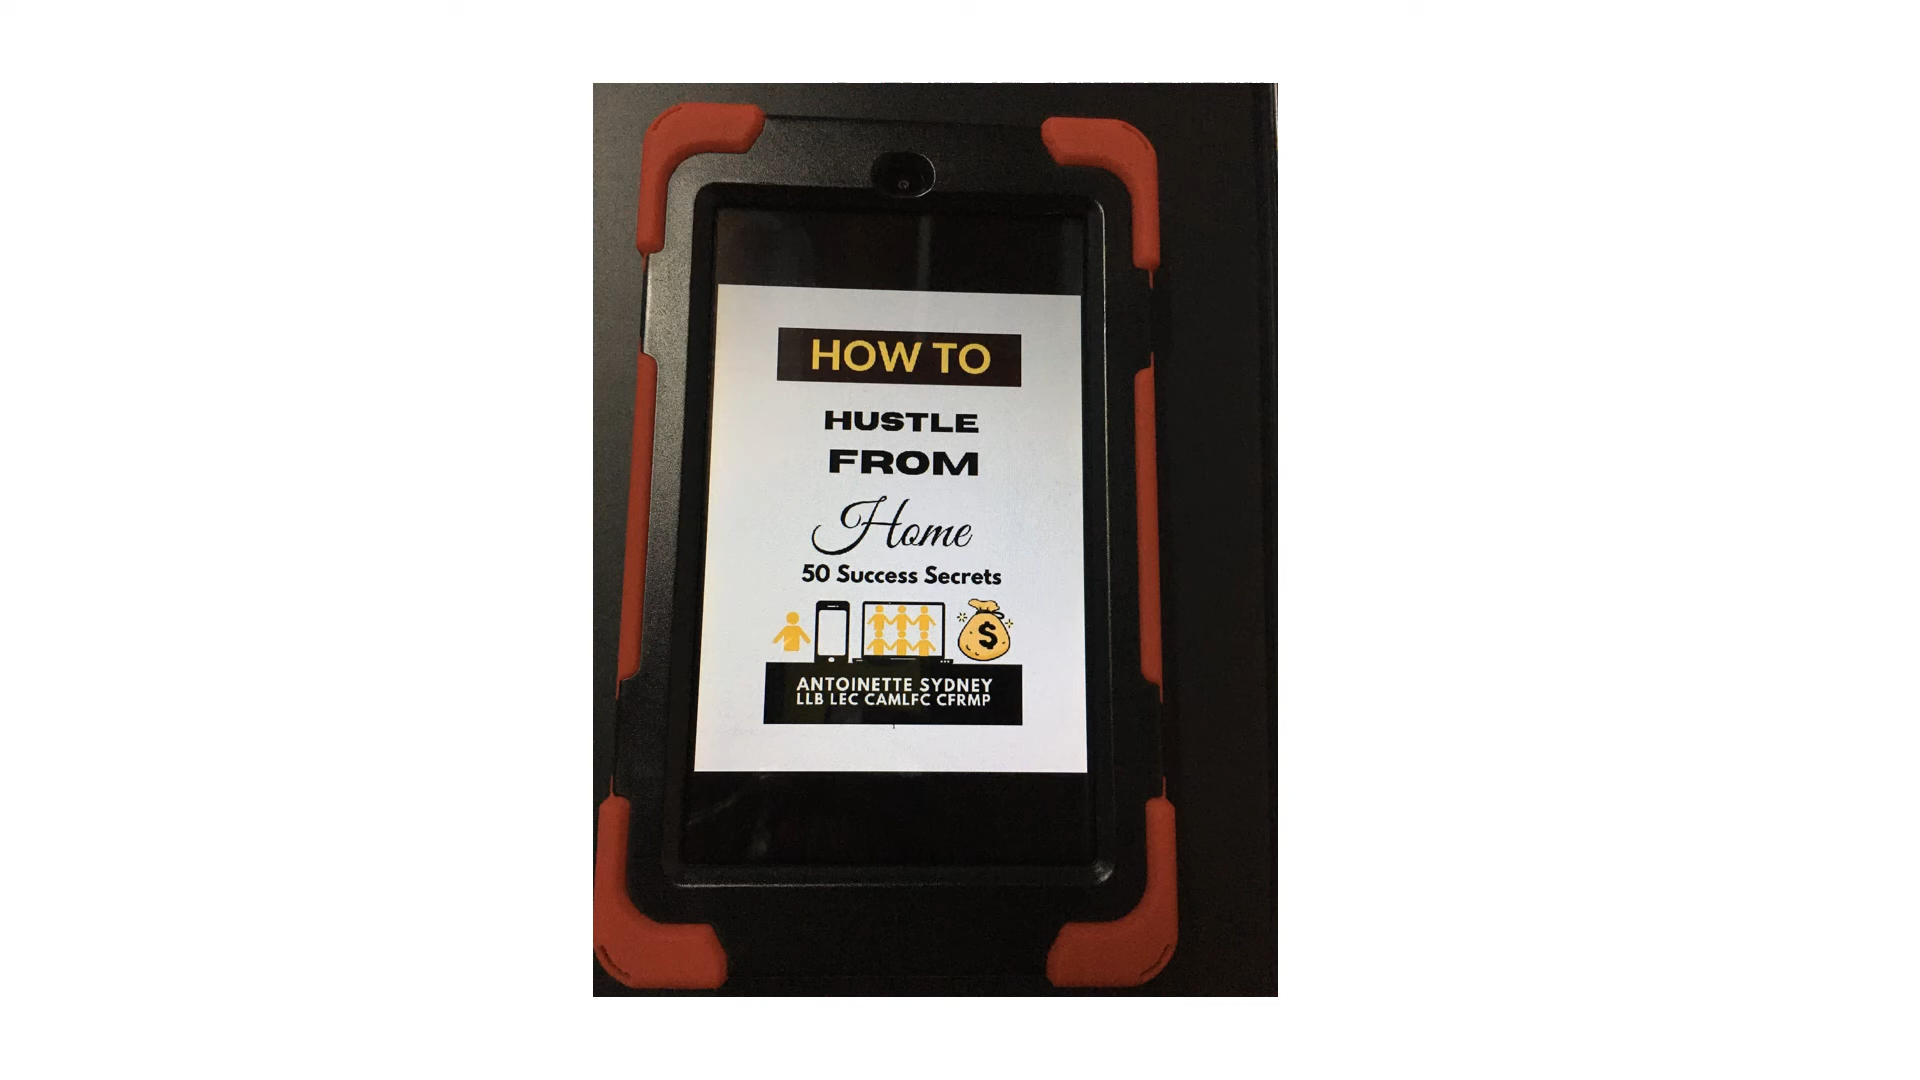 HOW TO
HUSTLE
FROM
Home
50 Success Secrets
$
ANTOINETTE SYDNEY
LLB LEC CAMLFC CFRMP